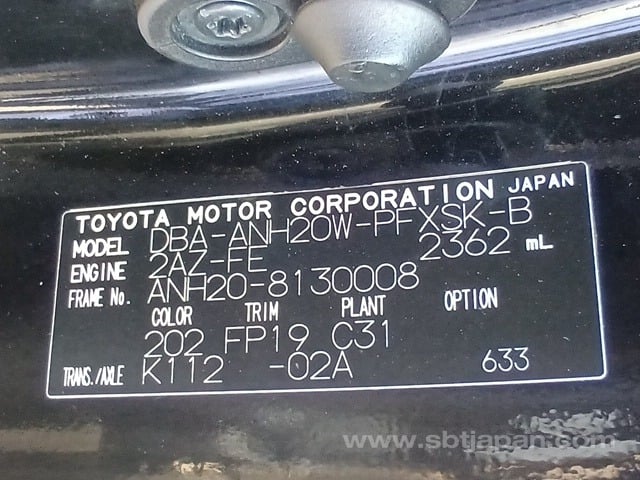 TOYOTA MOTOR CORPORATION JAPAN
MODEL DBA-ANH20W-PFXSK-B
ENGINE 2AZ-FE 2362 mL
FRAME No. ANH20-8130008
COLOR TRIM PLANT OPTION
202 FP19 C31
TRANS./AXLE K112 -02A 633
www.sbtjapan.com